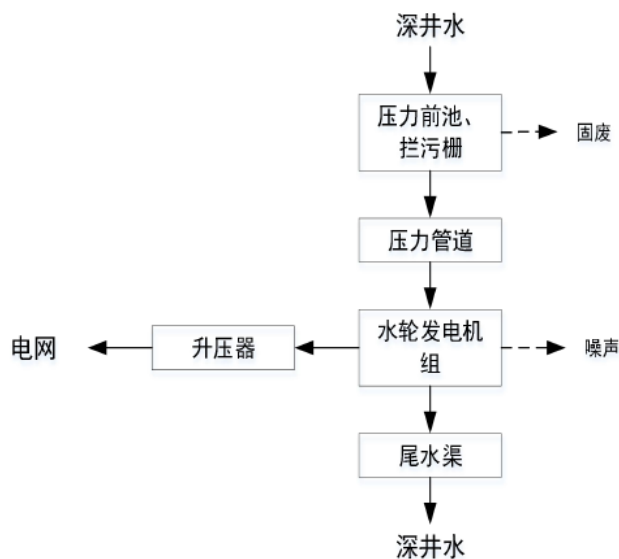 深井水
压力前池、
拦污栅
固废
压力管道
电网
升压器
水轮发电机
组
噪声
尾水渠
深井水